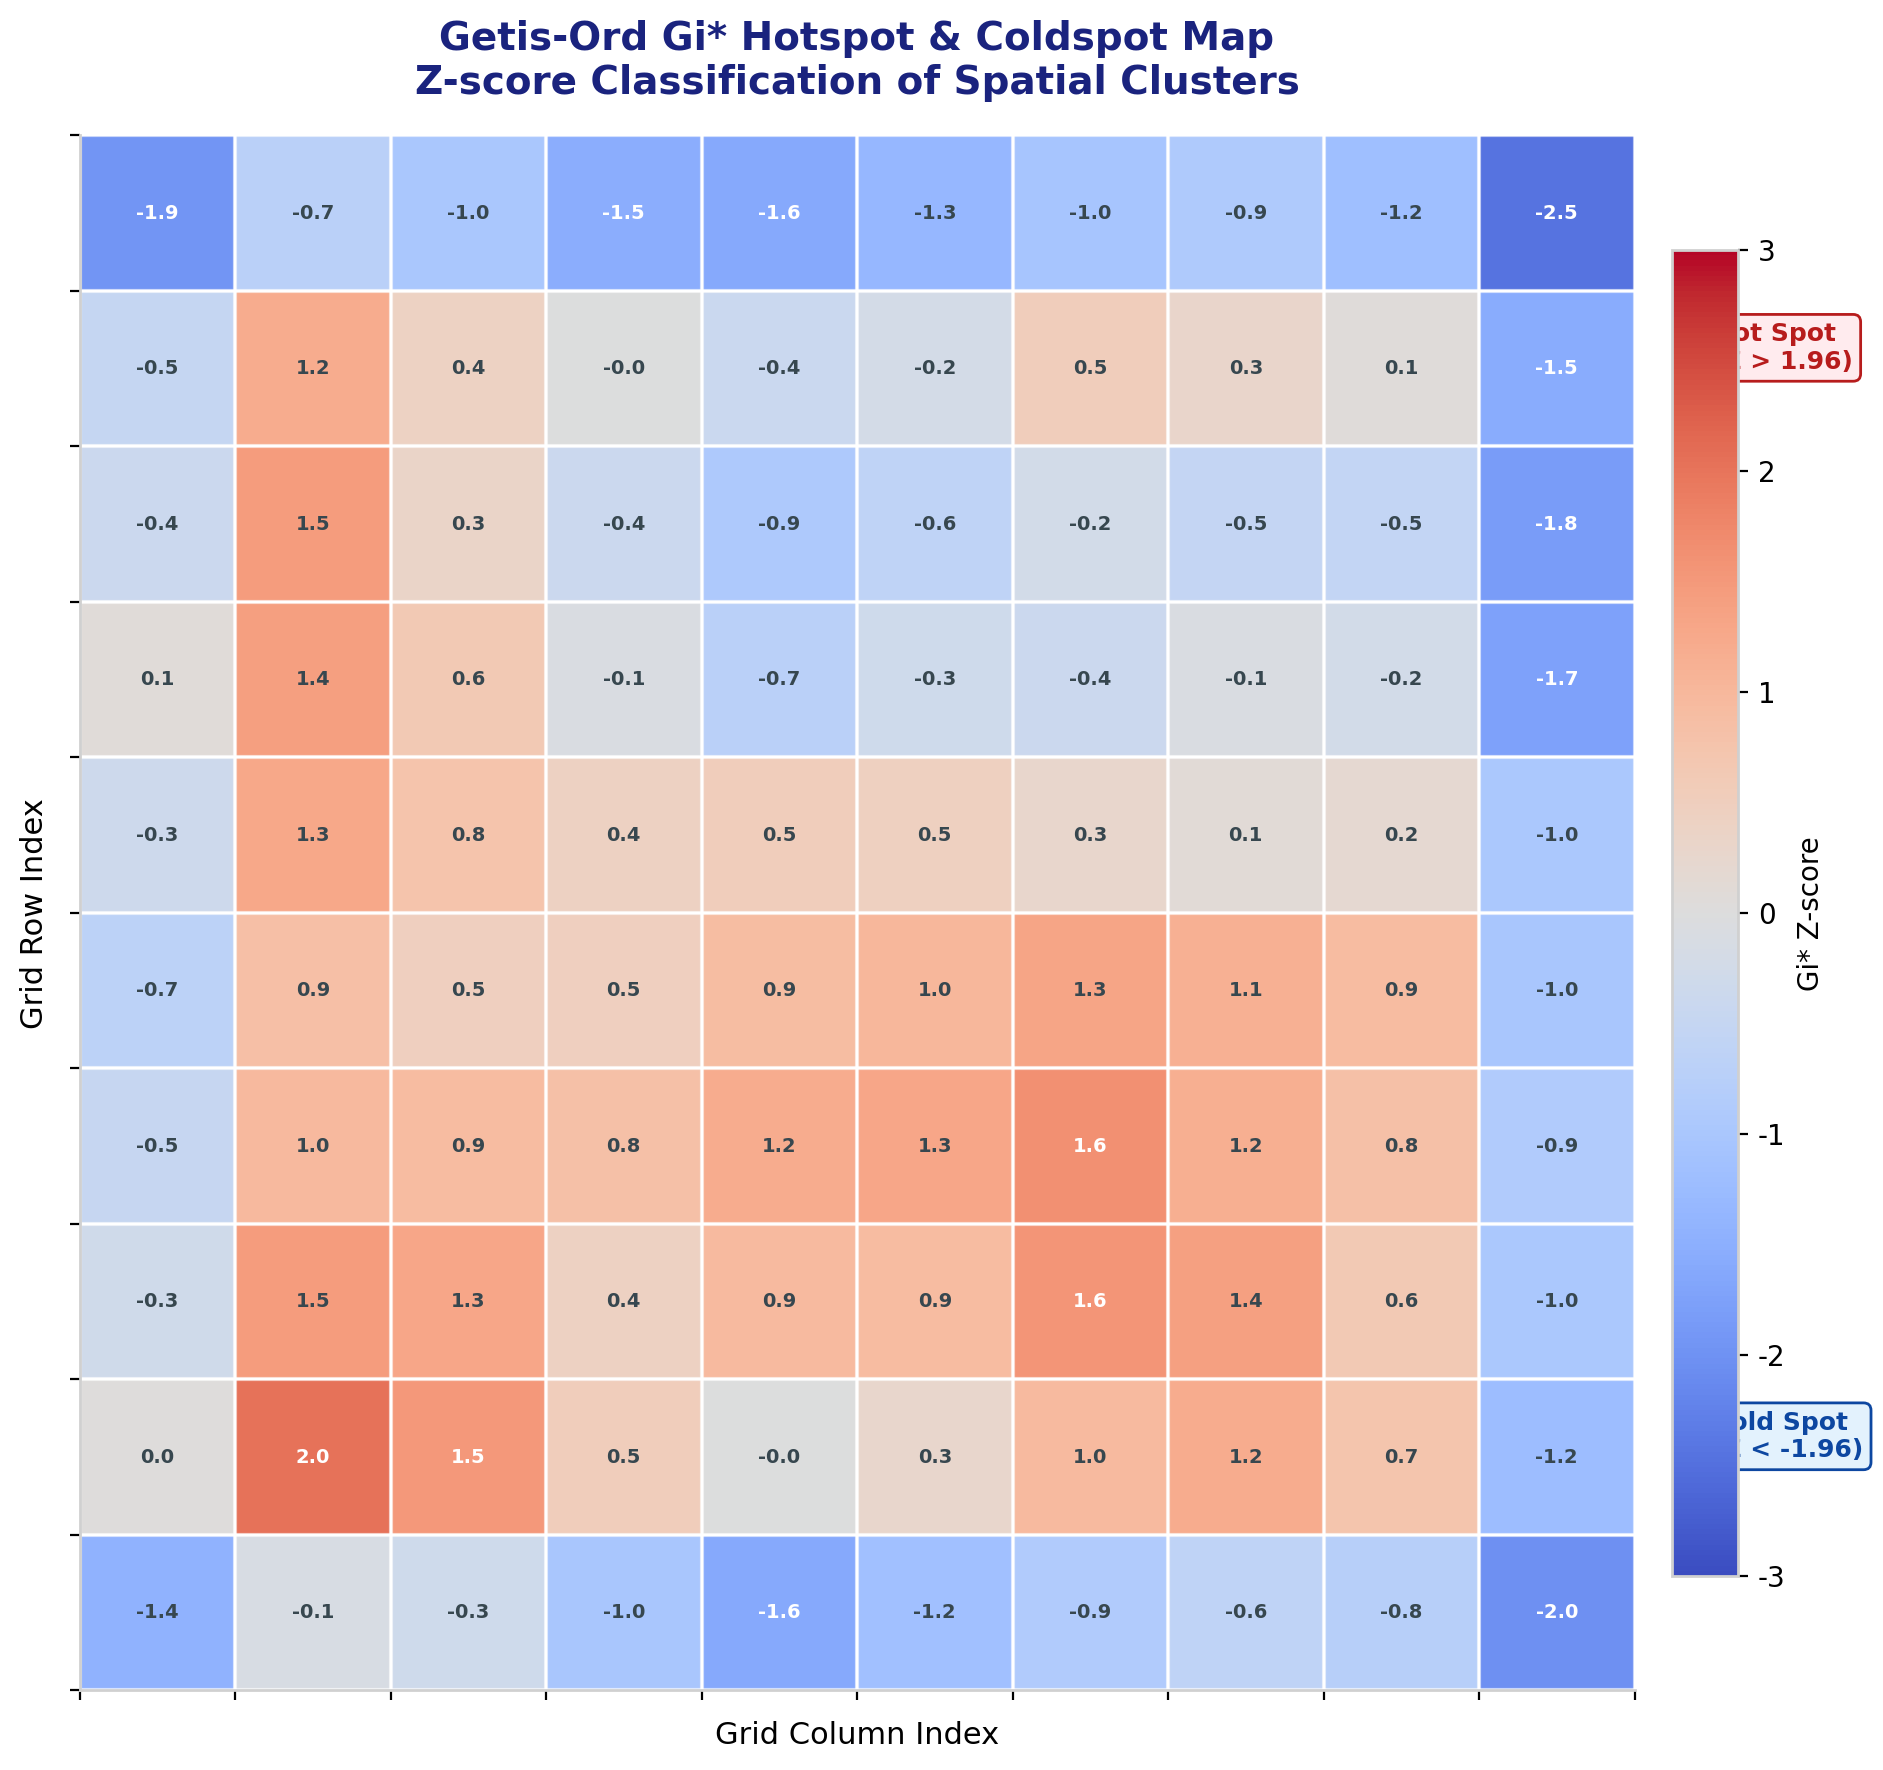 Getis-Ord Gi* Hotspot & Coldspot Map
Z-score Classification of Spatial Clusters
-1.9 -0.7 -1.0 -1.5 -1.6 -1.3 -1.0 -0.9 -1.2 -2.5
-0.5 1.2 0.4 -0.0 -0.4 -0.2 0.5 0.3 0.1 -1.5
-0.4 1.5 0.3 -0.4 -0.9 -0.6 -0.2 -0.5 -0.5 -1.8
0.1 1.4 0.6 -0.1 -0.7 -0.3 -0.4 -0.1 -0.2 -1.7
-0.3 1.3 0.8 0.4 0.5 0.5 0.3 0.1 0.2 -1.0
-0.7 0.9 0.5 0.5 0.9 1.0 1.3 1.1 0.9 -1.0
-0.5 1.0 0.9 0.8 1.2 1.3 1.6 1.2 0.8 -0.9
-0.3 1.5 1.3 0.4 0.9 0.9 1.6 1.4 0.6 -1.0
0.0 2.0 1.5 0.5 -0.0 0.3 1.0 1.2 0.7 -1.2
-1.4 -0.1 -0.3 -1.0 -1.6 -1.2 -0.9 -0.6 -0.8 -2.0
Grid Row Index
Grid Column Index
3
2
1
0
-1
-2
-3
Gi* Z-score
Spot
> 1.96)
Spot
< -1.96)